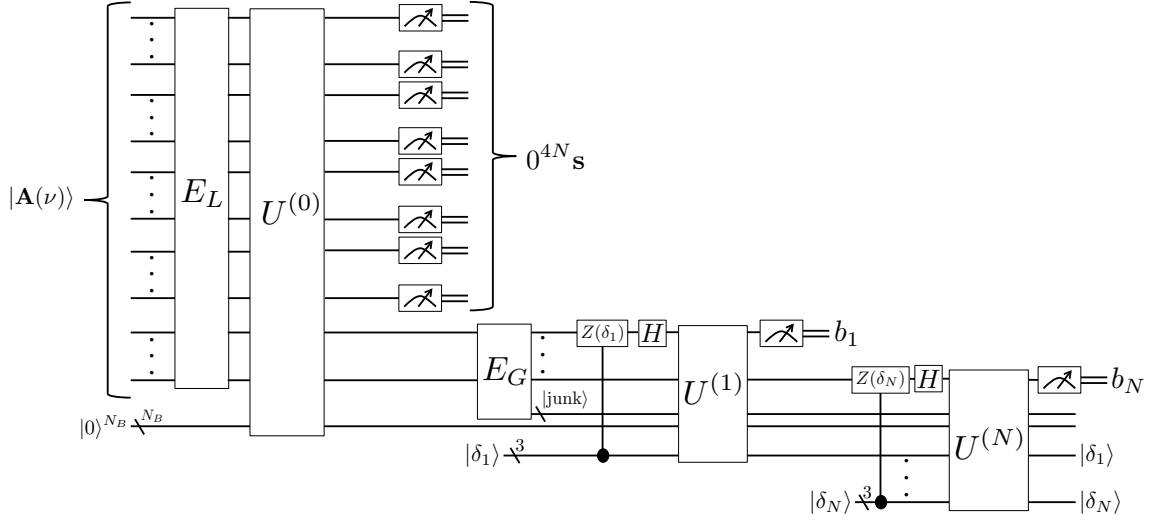 |A(ν)⟩
E_L
U^{(0)}
0^{4N}s
E_G
Z(δ_1)
H
U^{(1)}
b_1
|junk⟩
Z(δ_N)
H
U^{(N)}
b_N
|0⟩^{N_B}
N_B
|δ_1⟩
3
|δ_1⟩
|δ_N⟩
3
|δ_N⟩